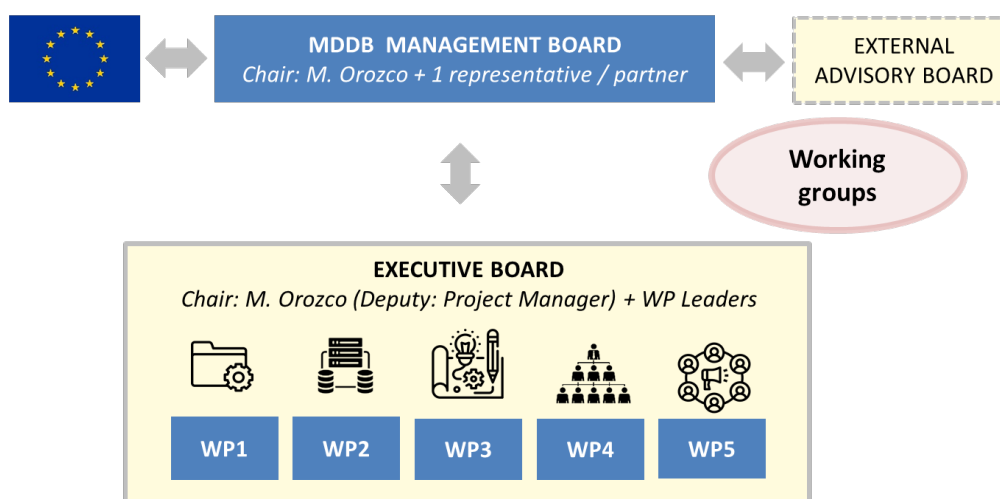 MDDB MANAGEMENT BOARD
Chair: M. Orozco + 1 representative / partner
EXTERNAL
ADVISORY BOARD
Working
groups
EXECUTIVE BOARD
Chair: M. Orozco (Deputy: Project Manager) + WP Leaders
WP1
WP2
WP3
WP4
WP5